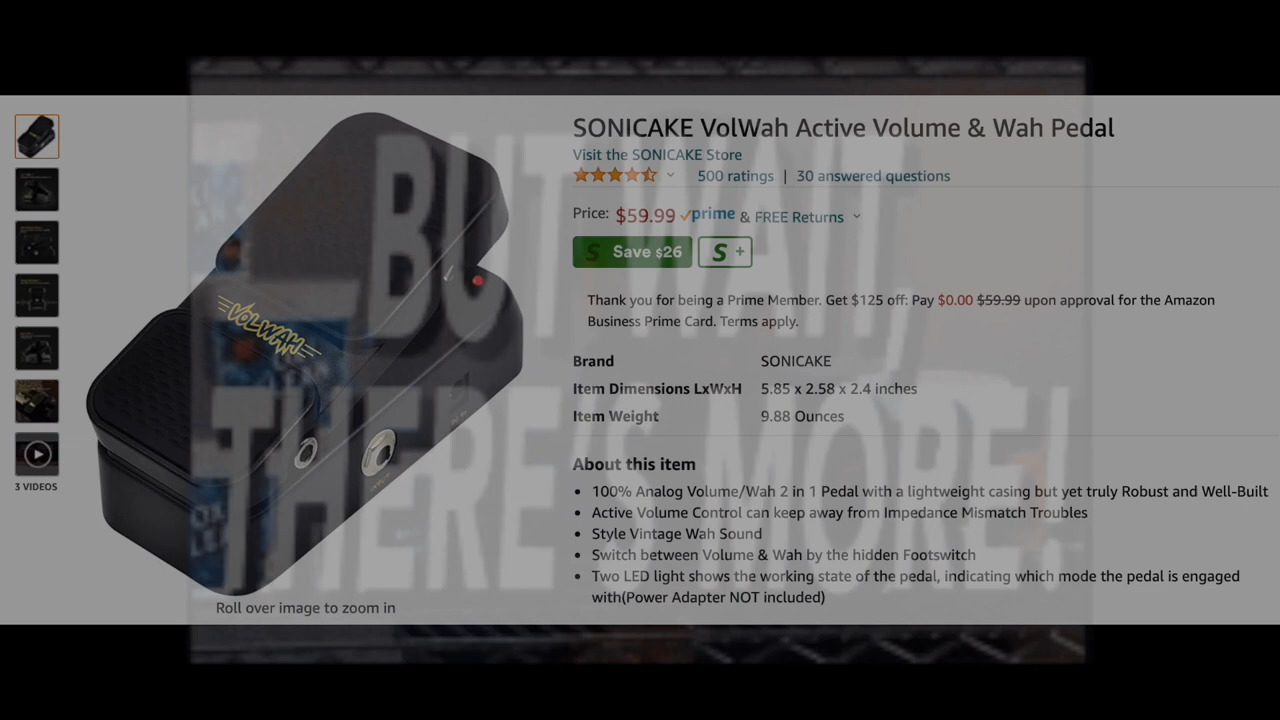 SONICAKE VolWah Active Volume & Wah Pedal
Visit the SONICAKE Store
500 ratings | 30 answered questions
Price: $59.99 prime & FREE Returns
S Save $26 S +
Thank you for being a Prime Member. Get $125 off: Pay $0.00 $59.99 upon approval for the Amazon
Business Prime Card. Terms apply.
Brand SONICAKE
Item Dimensions LxWxH 5.85 x 2.58 x 2.4 inches
Item Weight 9.88 Ounces
About this item
• 100% Analog Volume/Wah 2 in 1 Pedal with a lightweight casing but yet truly Robust and Well-Built
• Active Volume Control can keep away from Impedance Mismatch Troubles
• Style Vintage Wah Sound
• Switch between Volume & Wah by the hidden Footswitch
• Two LED light shows the working state of the pedal, indicating which mode the pedal is engaged
with(Power Adapter NOT included)
VOLWAH
3 VIDEOS
Roll over image to zoom in
BUT WAIT,
THERE'S MORE!